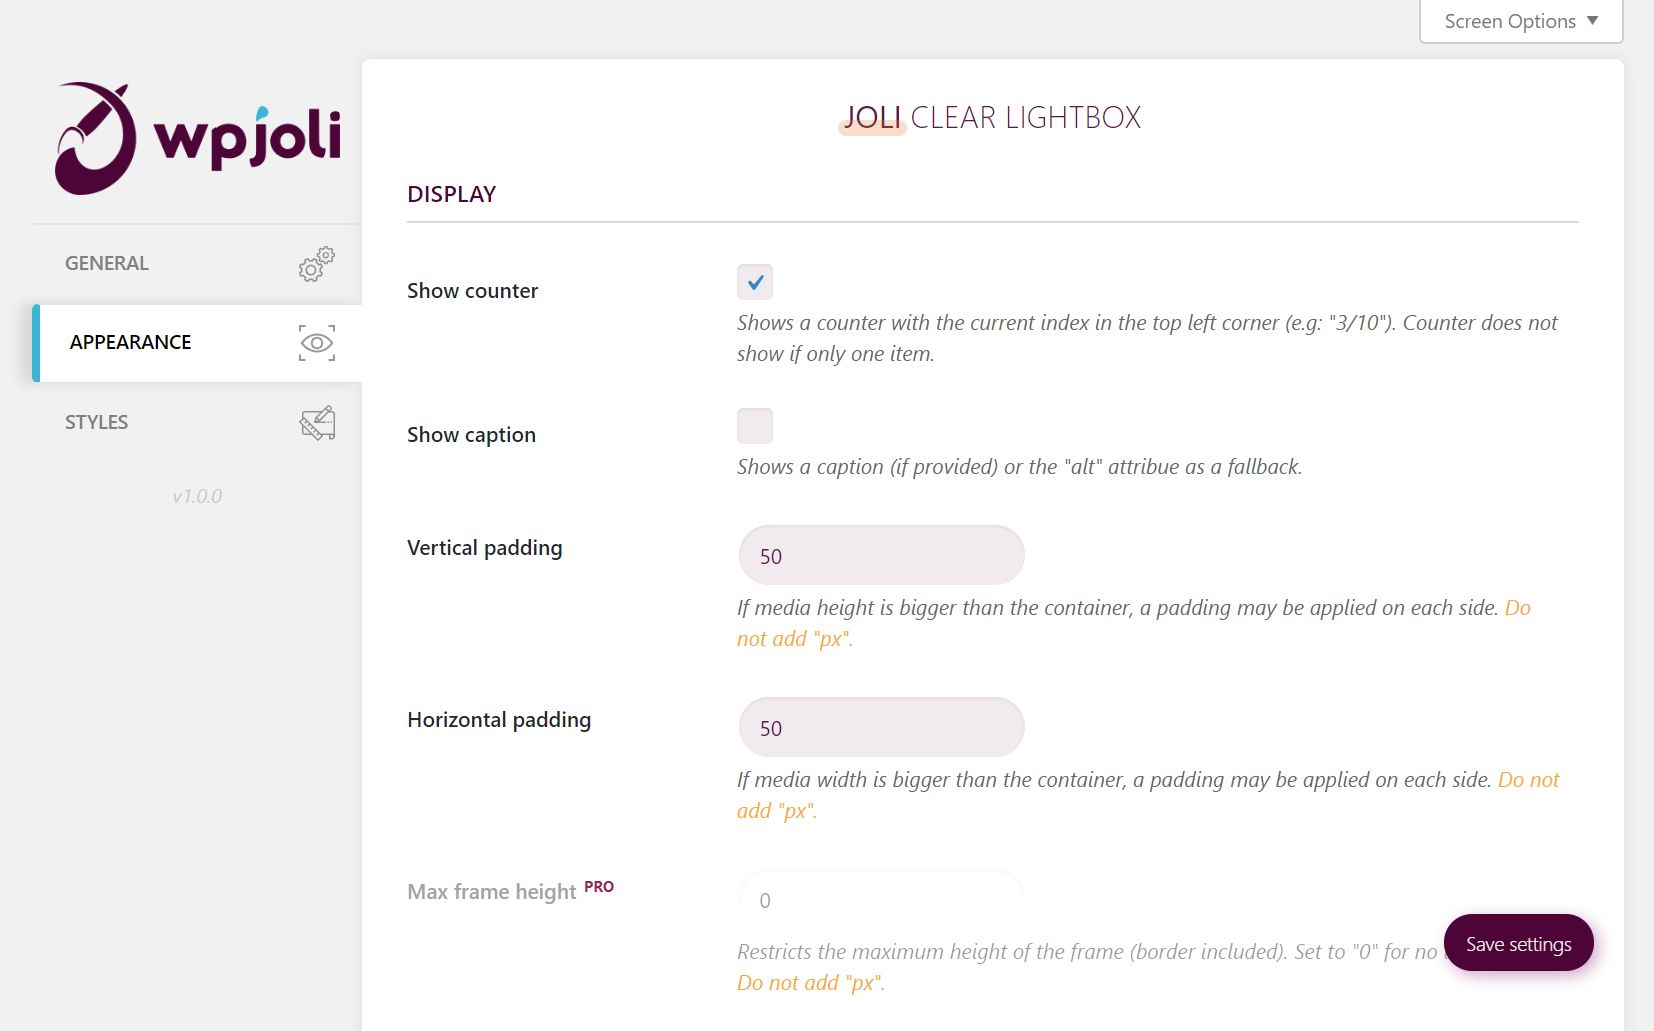 Screen Options
wpjoli
JOLI CLEAR LIGHTBOX
DISPLAY
GENERAL
APPEARANCE
STYLES
v1.0.0
Show counter
Shows a counter with the current index in the top left corner (e.g: "3/10"). Counter does not
show if only one item.
Show caption
Shows a caption (if provided) or the "alt" attribue as a fallback.
Vertical padding
50
If media height is bigger than the container, a padding may be applied on each side. Do
not add "px".
Horizontal padding
50
If media width is bigger than the container, a padding may be applied on each side. Do not
add "px".
Max frame height PRO
0
Restricts the maximum height of the frame (border included). Set to "0" for no
Do not add "px".
Save settings